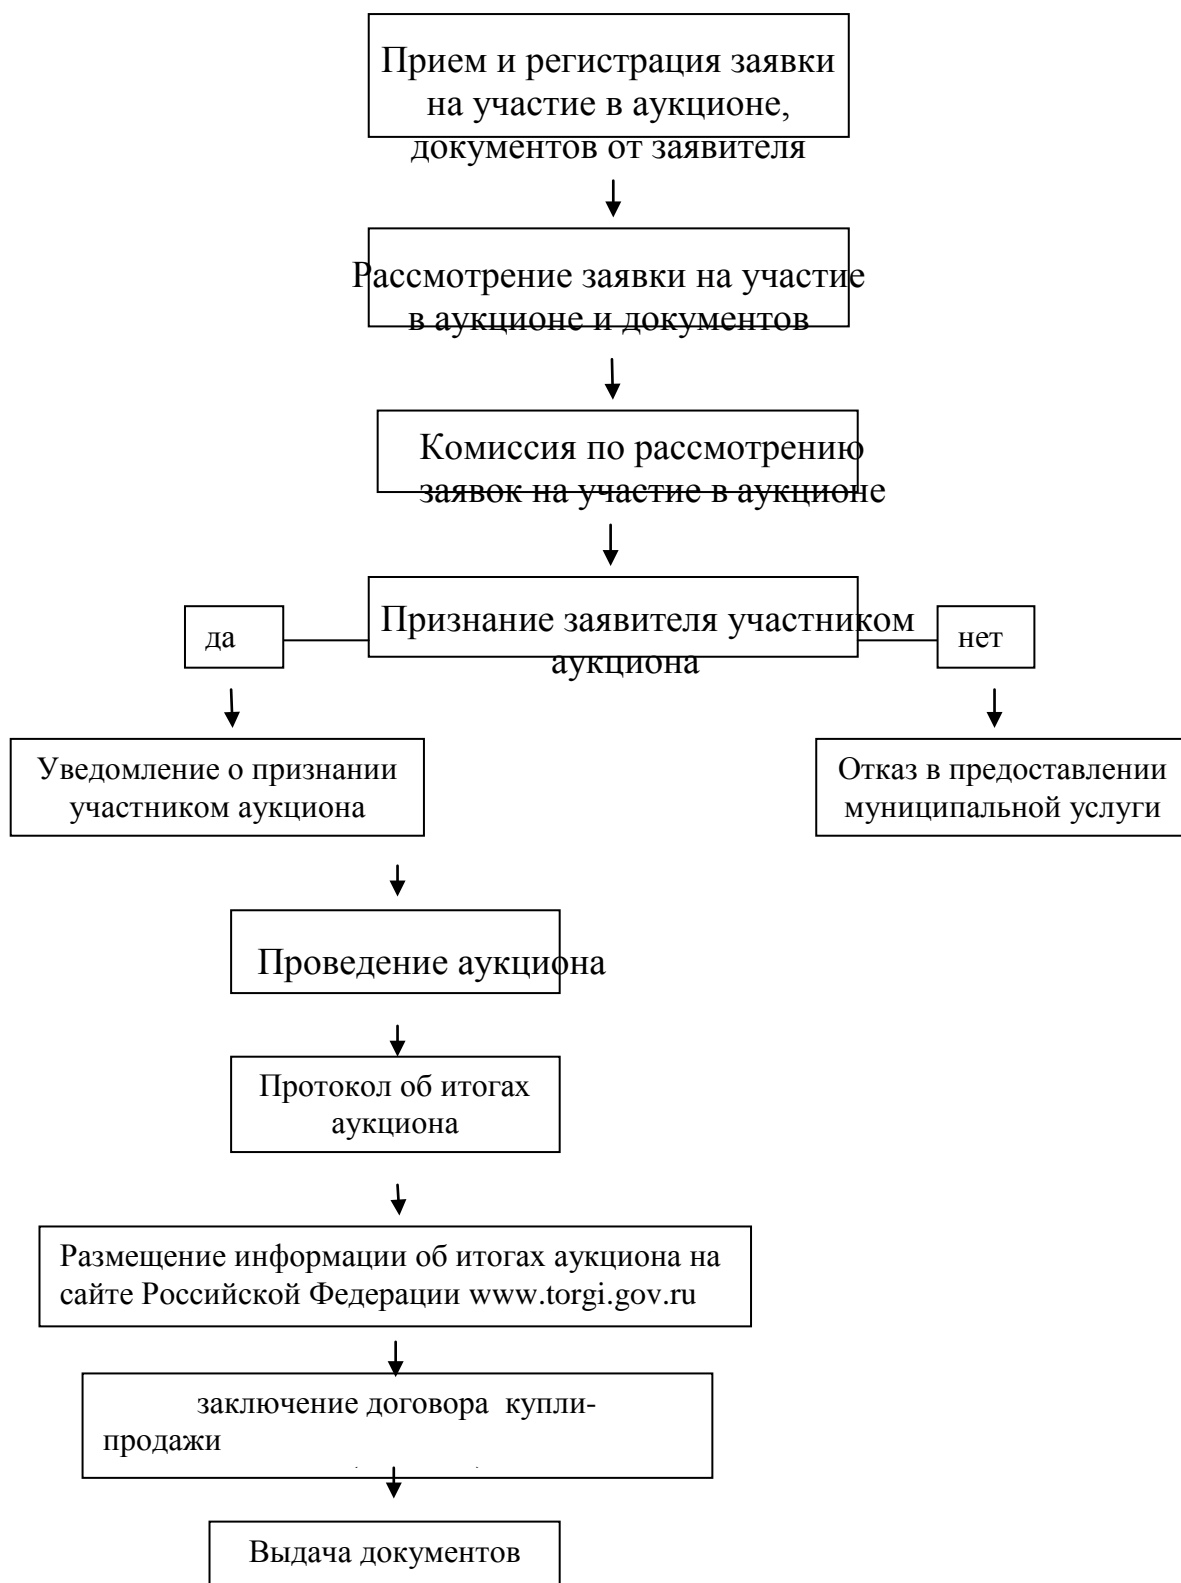 Прием и регистрация заявки
на участие в аукционе,
документов от заявителя
Рассмотрение заявки на участие
в аукционе и документов
Комиссия по рассмотрению
заявок на участие в аукционе
Признание заявителя участником
аукциона
да
нет
Уведомление о признании
участником аукциона
Отказ в предоставлении
муниципальной услуги
Проведение аукциона
Протокол об итогах
аукциона
Размещение информации об итогах аукциона на
сайте Российской Федерации www.torgi.gov.ru
заключение договора купли-
продажи
Выдача документов